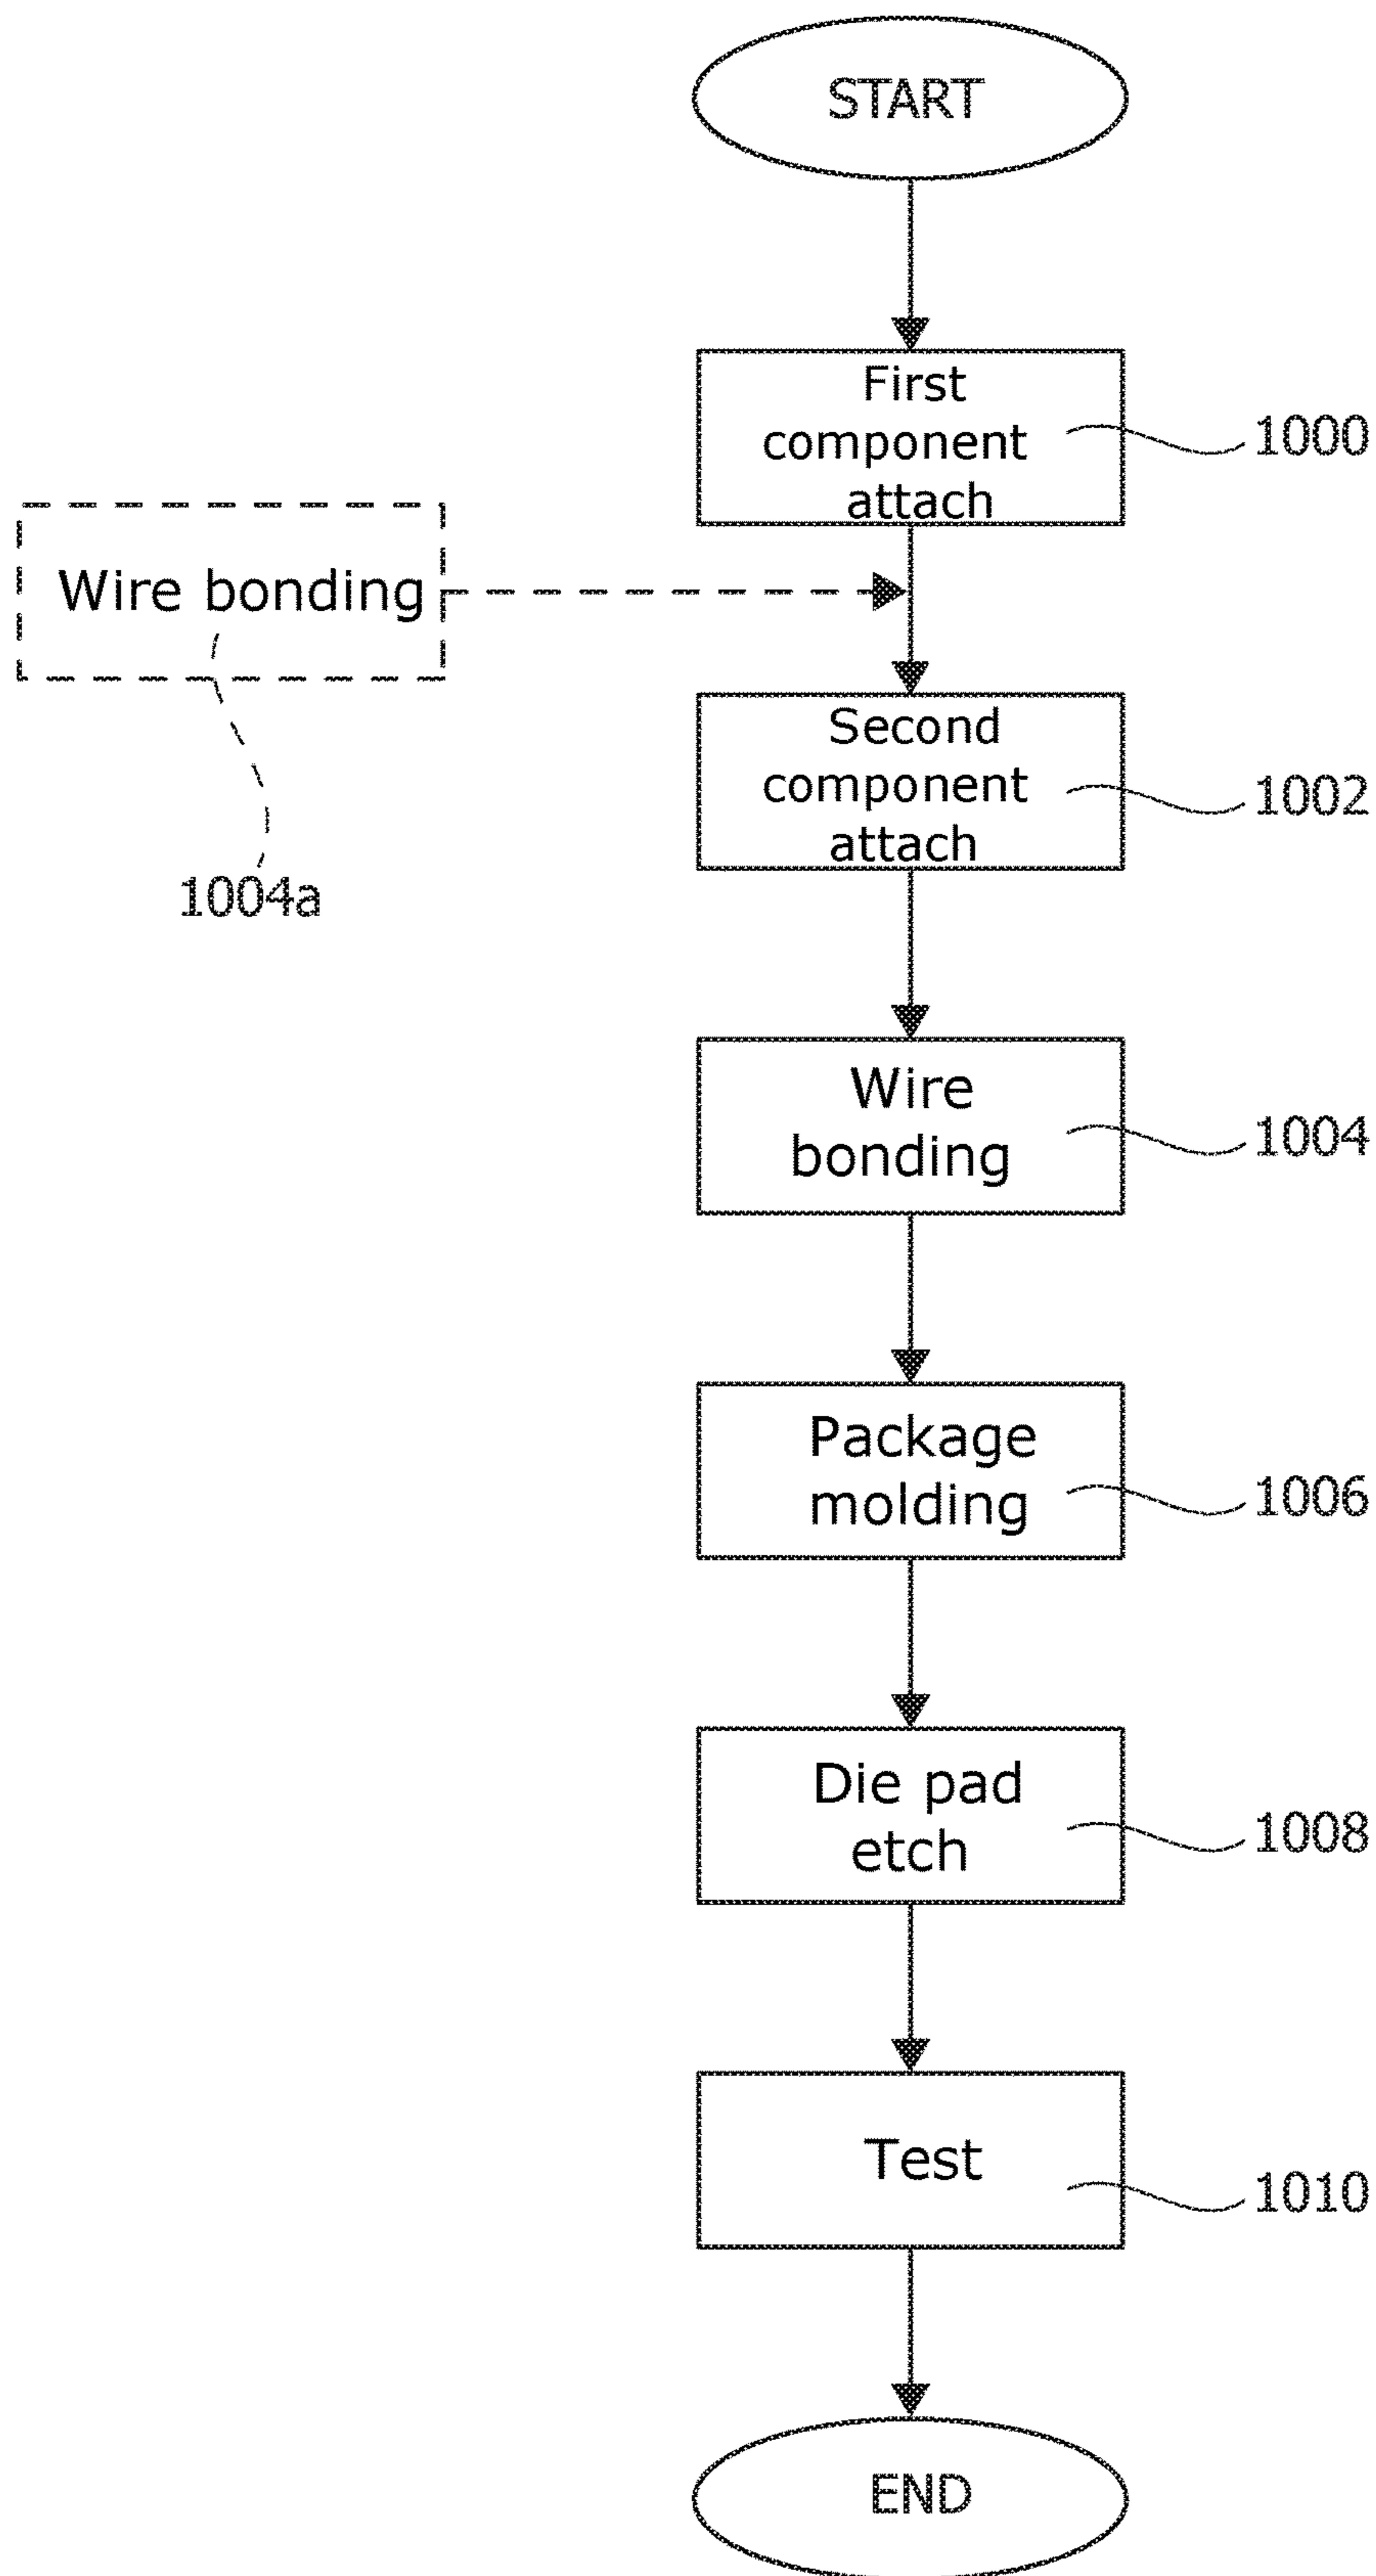 START
First
component
attach
1000
Wire bonding
1004a
Second
component
attach
1002
Wire
bonding
1004
Package
molding
1006
Die pad
etch
1008
Test
1010
END